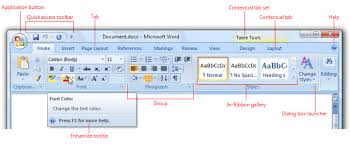 Contextual tab set
Application button
Quick access toolbar
Tab
Contextual tab
Help
Document.docx - Microsoft Word
Table Tools
Home
Insert
Page Layout
References
Mailings
Review
View
Design
Layout
Calibri (Body)
11
AaBbCcDc
AaBbCcDc
AaBbCc
¶ Normal
¶ No Spaci...
Heading 1
Change
Styles
Editing
Font
Paragraph
Styles
Font Color
Change the text color.
Press F1 for more help.
Group
In-Ribbon gallery
Dialog box launcher
Enhanced tooltip